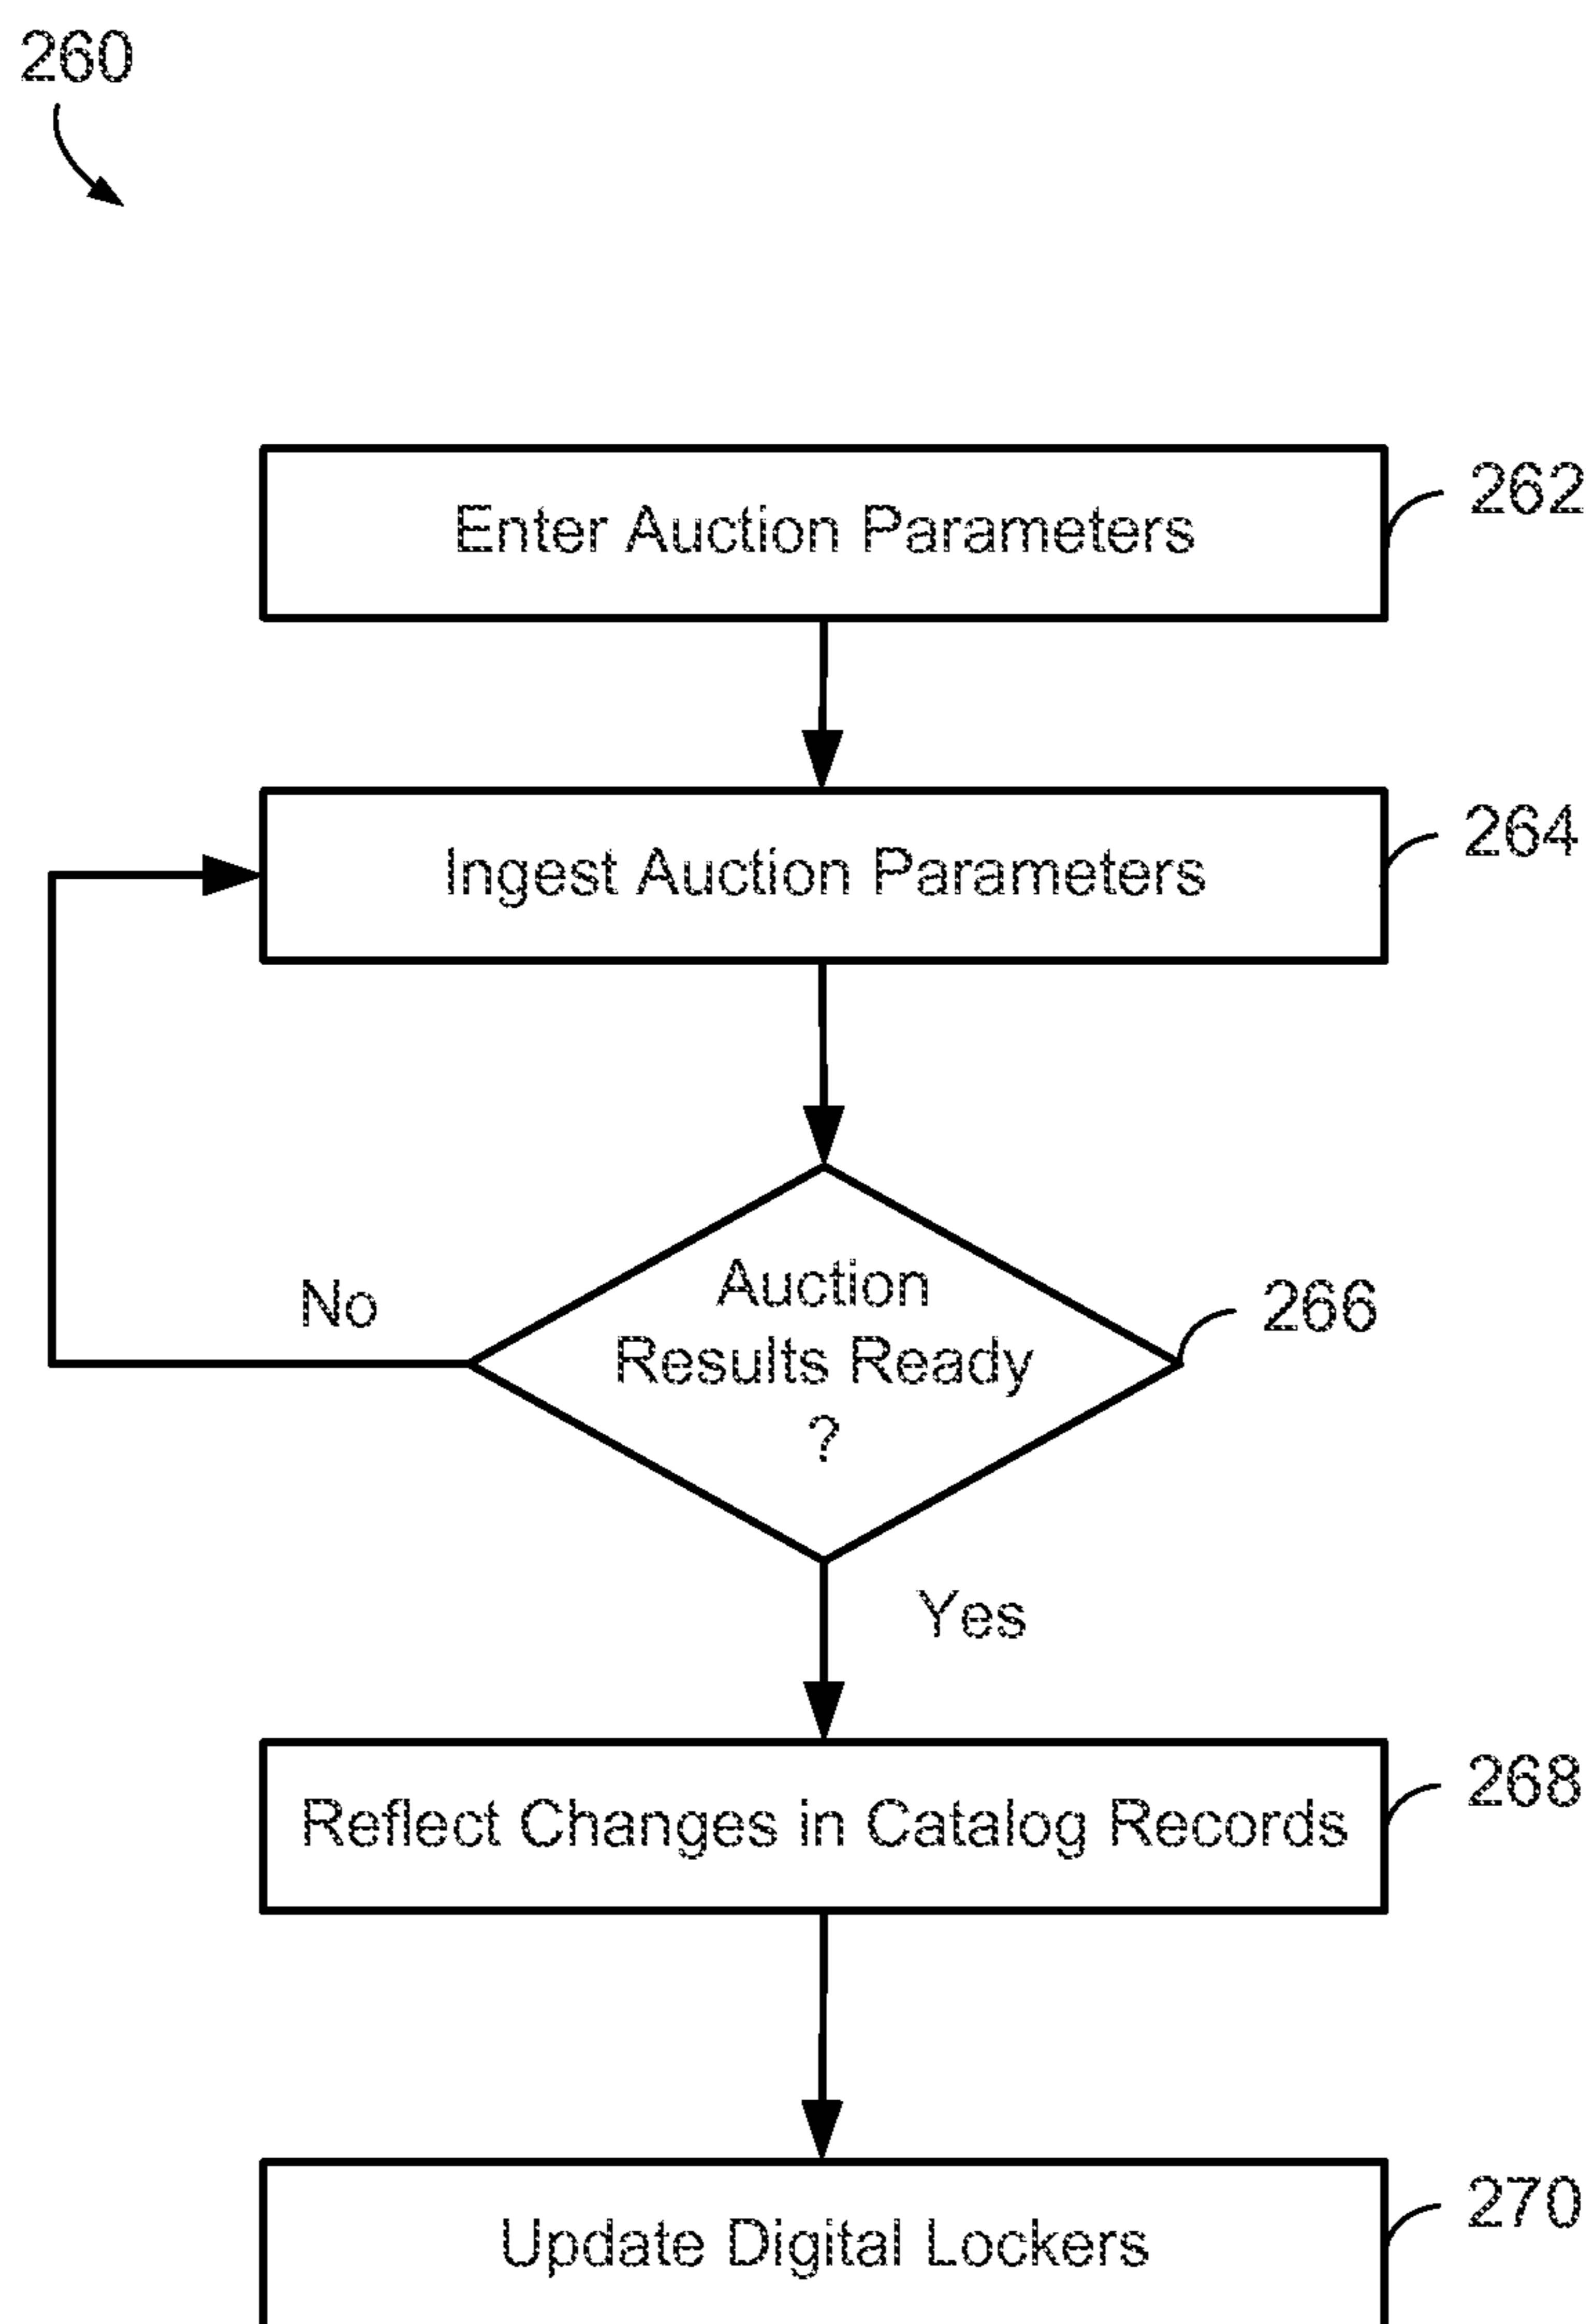 260
Enter Auction Parameters
262
Ingest Auction Parameters
264
Auction
Results Ready
?
266
No
Yes
Reflect Changes in Catalog Records
268
Update Digital Lockers
270